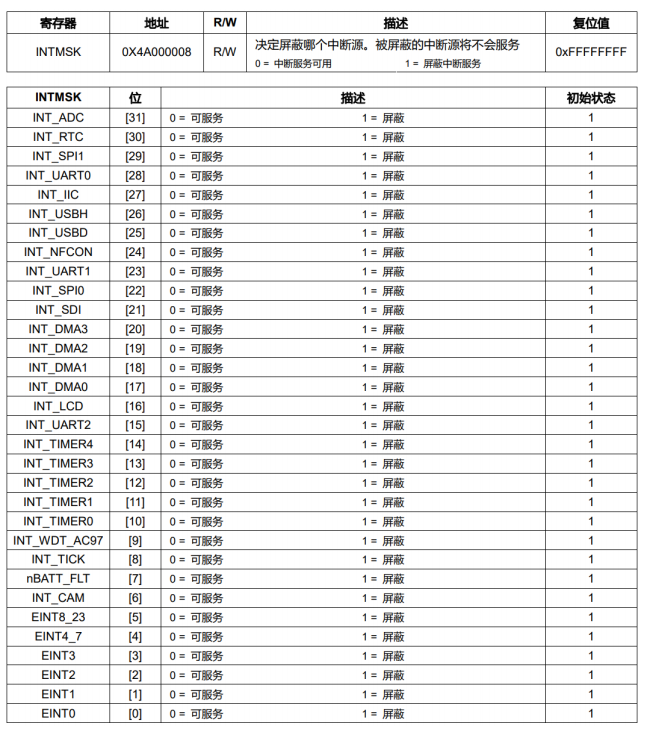 寄存器 地址 R/W 描述 复位值
INTMSK 0X4A000008 R/W 决定屏蔽哪个中断源。被屏蔽的中断源将不会服务 0xFFFFFFFF
0 = 中断服务可用 1 = 屏蔽中断服务
INTMSK 位 描述 初始状态
INT_ADC [31] 0 = 可服务 1 = 屏蔽 1
INT_RTC [30] 0 = 可服务 1 = 屏蔽 1
INT_SPI1 [29] 0 = 可服务 1 = 屏蔽 1
INT_UART0 [28] 0 = 可服务 1 = 屏蔽 1
INT_IIC [27] 0 = 可服务 1 = 屏蔽 1
INT_USBH [26] 0 = 可服务 1 = 屏蔽 1
INT_USBD [25] 0 = 可服务 1 = 屏蔽 1
INT_NFCON [24] 0 = 可服务 1 = 屏蔽 1
INT_UART1 [23] 0 = 可服务 1 = 屏蔽 1
INT_SPI0 [22] 0 = 可服务 1 = 屏蔽 1
INT_SDI [21] 0 = 可服务 1 = 屏蔽 1
INT_DMA3 [20] 0 = 可服务 1 = 屏蔽 1
INT_DMA2 [19] 0 = 可服务 1 = 屏蔽 1
INT_DMA1 [18] 0 = 可服务 1 = 屏蔽 1
INT_DMA0 [17] 0 = 可服务 1 = 屏蔽 1
INT_LCD [16] 0 = 可服务 1 = 屏蔽 1
INT_UART2 [15] 0 = 可服务 1 = 屏蔽 1
INT_TIMER4 [14] 0 = 可服务 1 = 屏蔽 1
INT_TIMER3 [13] 0 = 可服务 1 = 屏蔽 1
INT_TIMER2 [12] 0 = 可服务 1 = 屏蔽 1
INT_TIMER1 [11] 0 = 可服务 1 = 屏蔽 1
INT_TIMER0 [10] 0 = 可服务 1 = 屏蔽 1
INT_WDT_AC97 [9] 0 = 可服务 1 = 屏蔽 1
INT_TICK [8] 0 = 可服务 1 = 屏蔽 1
nBATT_FLT [7] 0 = 可服务 1 = 屏蔽 1
INT_CAM [6] 0 = 可服务 1 = 屏蔽 1
EINT8_23 [5] 0 = 可服务 1 = 屏蔽 1
EINT4_7 [4] 0 = 可服务 1 = 屏蔽 1
EINT3 [3] 0 = 可服务 1 = 屏蔽 1
EINT2 [2] 0 = 可服务 1 = 屏蔽 1
EINT1 [1] 0 = 可服务 1 = 屏蔽 1
EINT0 [0] 0 = 可服务 1 = 屏蔽 1